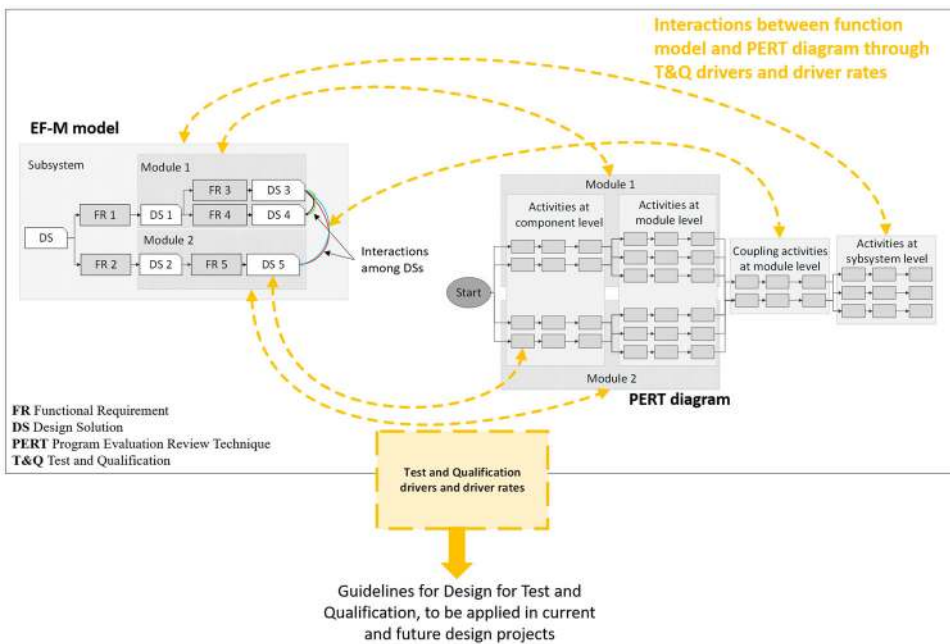 Interactions between function
model and PERT diagram through
T&Q drivers and driver rates
EF-M model
Subsystem
Module 1
FR 3
DS 3
FR 1
DS 1
FR 4
DS 4
DS
Module 2
FR 2
DS 2
FR 5
DS 5
Interactions
among DSs
Module 1
Activities at
component level
Activities at
module level
Coupling activities
at module level
Activities at
subsystem level
Start
Module 2
PERT diagram
FR Functional Requirement
DS Design Solution
PERT Program Evaluation Review Technique
T&Q Test and Qualification
Test and Qualification
drivers and driver rates
Guidelines for Design for Test and
Qualification, to be applied in current
and future design projects